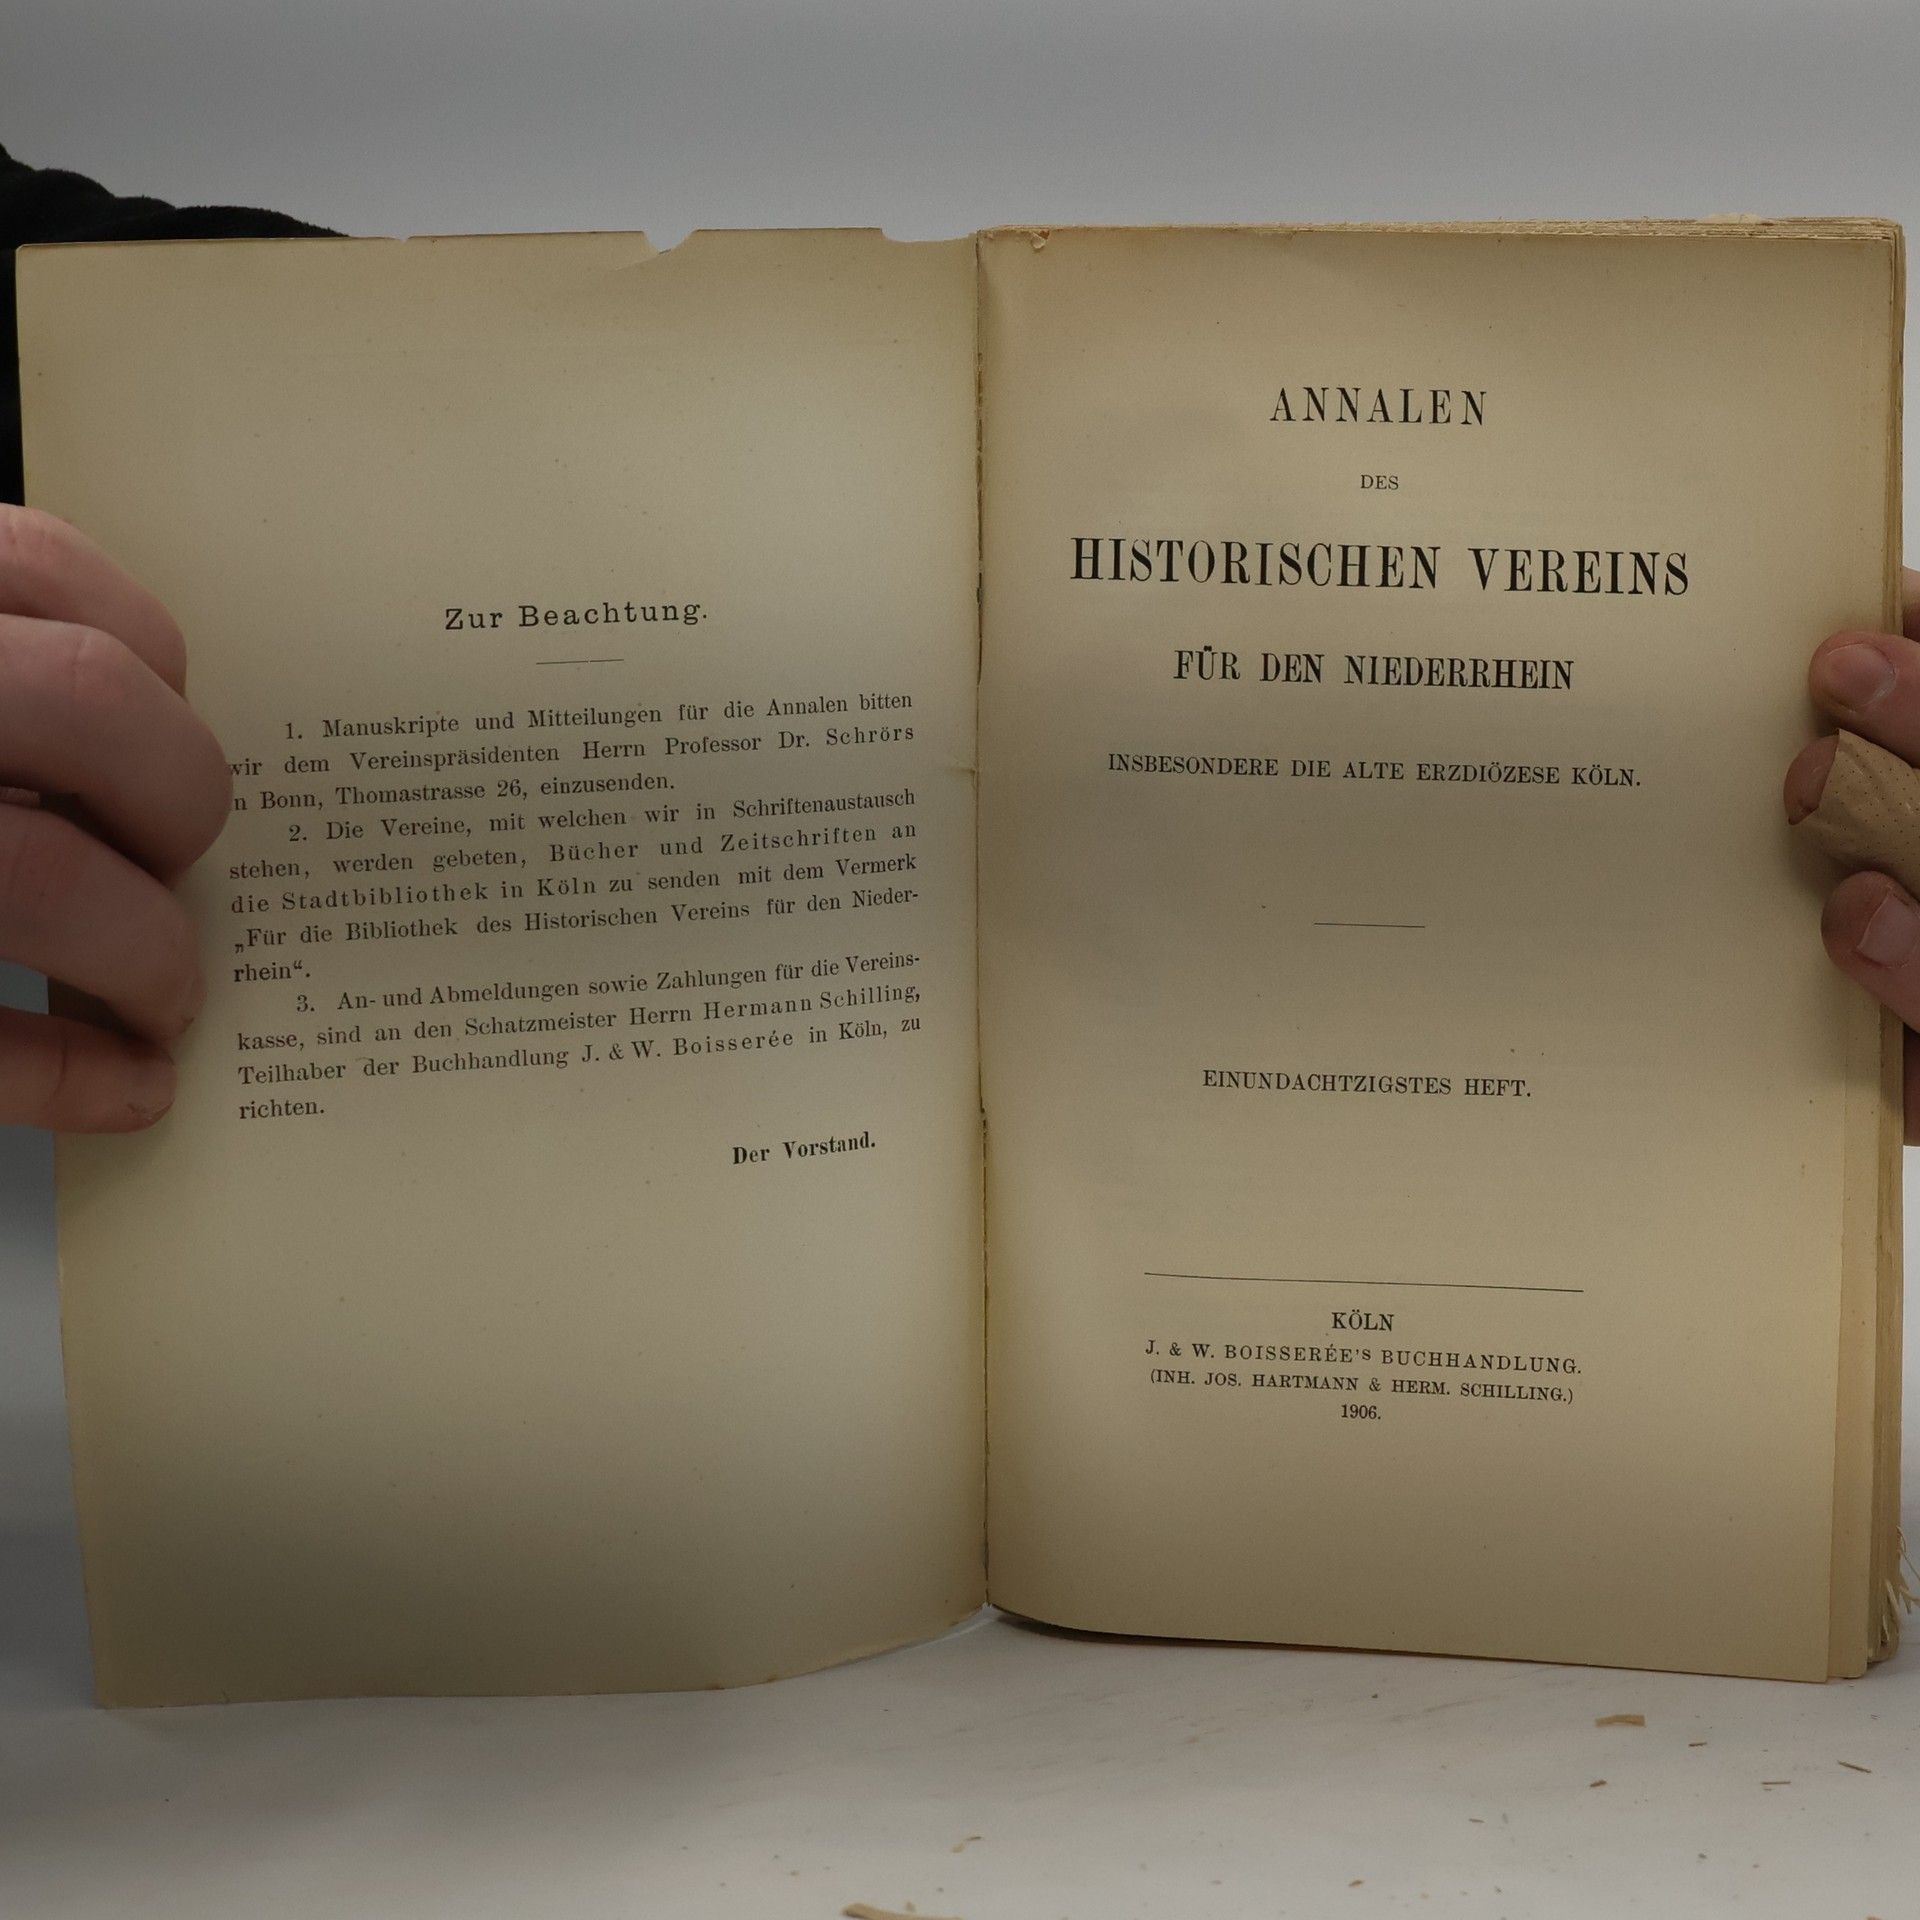 Zur Beachtung.
1. Manuskripte und Mitteilungen für die Annalen bitten
wir dem Vereinspräsidenten Herrn Professor Dr. Schrörs
n Bonn, Thomastrasse 26, einzusenden.
2. Die Vereine, mit welchen wir in Schriftenaustausch
stehen, werden gebeten, Bücher und Zeitschriften an
die Stadtbibliothek in Köln zu senden mit dem Vermerk
„Für die Bibliothek des Historischen Vereins für den Nieder-
rhein“.
3. An- und Abmeldungen sowie Zahlungen für die Vereins-
kasse, sind an den Schatzmeister Herrn Hermann Schilling,
Teilhaber der Buchhandlung J. & W. Boisserée in Köln, zu
richten.
Der Vorstand.
ANNALEN
DES
HISTORISCHEN VEREINS
FÜR DEN NIEDERRHEIN
INSBESONDERE DIE ALTE ERZDIÖZESE KÖLN.
EINUNDACHTZIGSTES HEFT.
KÖLN
J. & W. BOISSERÉE'S BUCHHANDLUNG.
(INH. JOS. HARTMANN & HERM. SCHILLING.)
1906.